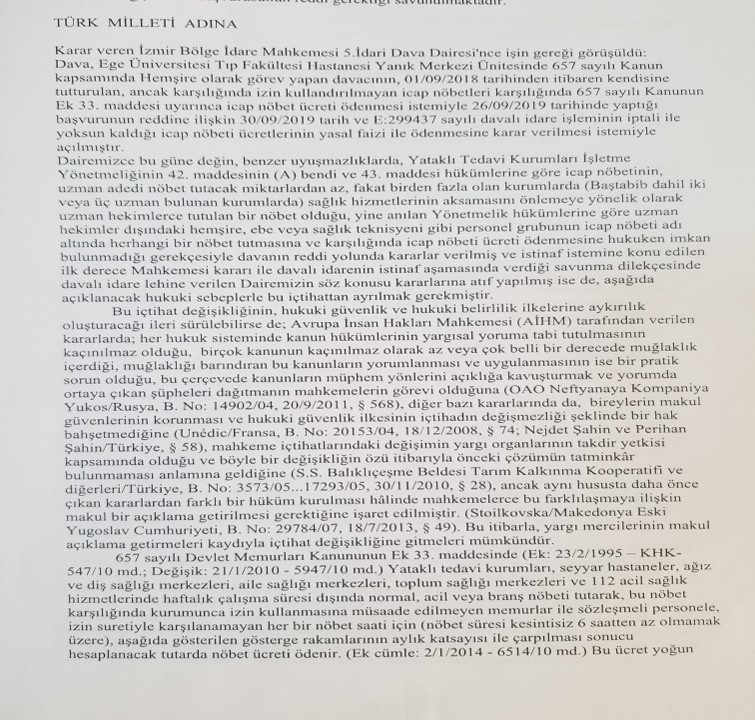 reddi gerektiği savunulmaktadır.
TÜRK MİLLETİ ADINA
Karar veren İzmir Bölge İdare Mahkemesi 5.İdari Dava Dairesi'nce işin gereği görüşüldü:
Dava, Ege Üniversitesi Tıp Fakültesi Hastanesi Yanık Merkezi Ünitesinde 657 sayılı Kanun
kapsamında Hemşire olarak görev yapan davacının, 01/09/2018 tarihinden itibaren kendisine
tutturulan, ancak karşılığında izin kullandırılmayan icap nöbetleri karşılığında 657 sayılı Kanunun
Ek 33. maddesi uyarınca icap nöbet ücreti ödenmesi istemiyle 26/09/2019 tarihinde yaptığı
başvurunun reddine ilişkin 30/09/2019 tarih ve E:299437 sayılı davalı idare işleminin iptali ile
yoksun kaldığı icap nöbeti ücretlerinin yasal faizi ile ödenmesine karar verilmesi istemiyle
açılmıştır.
Dairemizce bu güne değin, benzer uyuşmazlıklarda, Yataklı Tedavi Kurumları İşletme
Yönetmeliğinin 42. maddesinin (A) bendi ve 43. maddesi hükümlerine göre icap nöbetinin,
uzman adedi nöbet tutacak miktarlardan az, fakat birden fazla olan kurumlarda (Baştabib dahil iki
veya üç uzman bulunan kurumlarda) sağlık hizmetlerinin aksamasını önlemeye yönelik olarak
uzman hekimlerce tutulan bir nöbet olduğu, yine anılan Yönetmelik hükümlerine göre uzman
hekimler dışındaki hemşire, ebe veya sağlık teknisyeni gibi personel grubunun icap nöbeti adı
altında herhangi bir nöbet tutmasına ve karşılığında icap nöbeti ücreti ödenmesine hukuken imkan
bulunmadığı gerekçesiyle davanın reddi yolunda kararlar verilmiş ve istinaf istemine konu edilen
ilk derece Mahkemesi kararı ile davalı idarenin istinaf aşamasında verdiği savunma dilekçesinde
davalı idare lehine verilen Dairemizin söz konusu kararlarına atıf yapılmış ise de, aşağıda
açıklanacak hukuki sebeplerle bu içtihattan ayrılmak gerekmiştir.
Bu içtihat değişikliğinin, hukuki güvenlik ve hukuki belirlilik ilkelerine aykırılık
oluşturacağı ileri sürülebilirse de; Avrupa İnsan Hakları Mahkemesi (AİHM) tarafından verilen
kararlarda; her hukuk sisteminde kanun hükümlerinin yargısal yoruma tabi tutulmasının
kaçınılmaz olduğu, birçok kanunun kaçınılmaz olarak az veya çok belli bir derecede muğlaklık
içerdiği, muğlaklığı barındıran bu kanunların yorumlanması ve uygulanmasının ise bir pratik
sorun olduğu, bu çerçevede kanunların müphem yönlerini açıklığa kavuşturmak ve yorumda
ortaya çıkan şüpheleri dağıtmanın mahkemelerin görevi olduğuna (OAO Neftyanaya Kompaniya
Yukos/Rusya, B. No: 14902/04, 20/9/2011, § 568), diğer bazı kararlarında da, bireylerin makul
güvenlerinin korunması ve hukuki güvenlik ilkesinin içtihadın değişmezliği şeklinde bir hak
bahşetmediğine (Unédic/Fransa, B. No: 20153/04, 18/12/2008, § 74; Nejdet Şahin ve Perihan
Şahin/Türkiye, § 58), mahkeme içtihatlarındaki değişimin yargı organlarının takdir yetkisi
kapsamında olduğu ve böyle bir değişikliğin özü itibarıyla önceki çözümün tatminkâr
bulunmaması anlamına geldiğine (S.S. Balıklıçeşme Beldesi Tarım Kalkınma Kooperatifi ve
diğerleri/Türkiye, B. No: 3573/05...17293/05, 30/11/2010, § 28), ancak aynı hususta daha önce
çıkan kararlardan farklı bir hüküm kurulması hâlinde mahkemelerce bu farklılaşmaya ilişkin
makul bir açıklama getirilmesi gerektiğine işaret edilmiştir. (Stoilkovska/Makedonya Eski
Yugoslav Cumhuriyeti, B. No: 29784/07, 18/7/2013, § 49). Bu itibarla, yargı mercilerinin makul
açıklama getirmeleri kaydıyla içtihat değişikliğine gitmeleri mümkündür.
657 sayılı Devlet Memurları Kanununun Ek 33. maddesinde (Ek: 23/2/1995 – KHK-
547/10 md.; Değişik: 21/1/2010 - 5947/10 md.) Yataklı tedavi kurumları, seyyar hastaneler, ağız
ve diş sağlığı merkezleri, aile sağlığı merkezleri, toplum sağlığı merkezleri ve 112 acil sağlık
hizmetlerinde haftalık çalışma süresi dışında normal, acil veya branş nöbeti tutarak, bu nöbet
karşılığında kurumunca izin kullanmasına müsaade edilmeyen memurlar ile sözleşmeli personele,
izin suretiyle karşılanamayan her bir nöbet saati için (nöbet süresi kesintisiz 6 saatten az olmamak
üzere), aşağıda gösterilen gösterge rakamlarının aylık katsayısı ile çarpılması sonucu
hesaplanacak tutarda nöbet ücreti ödenir. (Ek cümle: 2/1/2014 - 6514/10 md.) Bu ücret yoğun